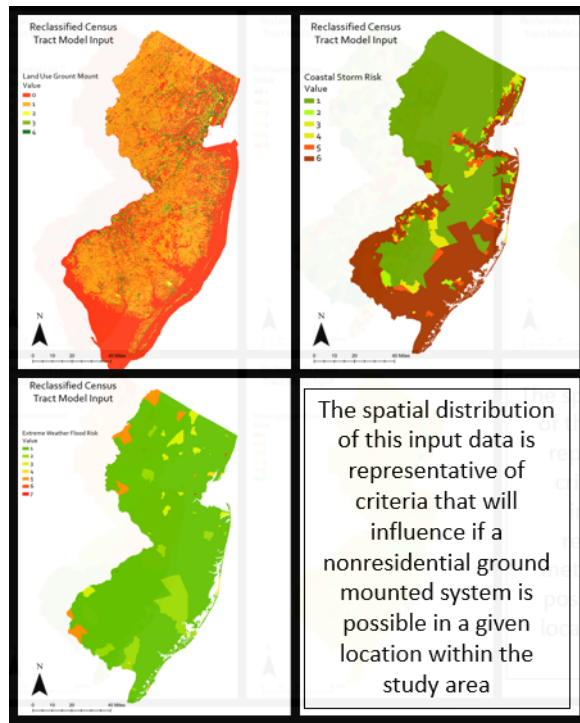 Reclassified Census
Tract Model Input
Land Use Grount Mount
Value
0
1
2
3
4
N
0 10 20 40 Miles
Reclassified Census
Tract Model Input
Coastal Storm Risk
Value
1
2
3
4
5
6
N
0 10 20 40 Miles
Reclassified Census
Tract Model Input
Extreme Weather Flood Risk
Value
1
2
3
4
5
6
7
N
0 10 20 40 Miles
The spatial distribution
of this input data is
representative of
criteria that will
influence if a
nonresidential ground
mounted system is
possible in a given
location within the
study area